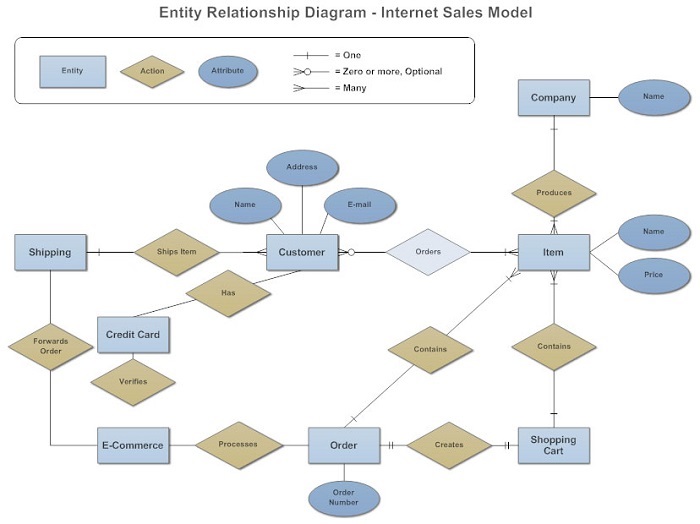 Entity Relationship Diagram - Internet Sales Model
Entity
Action
Attribute
= One
= Zero or more, Optional
= Many
Company
Name
Address
Name
E-mail
Produces
Name
Shipping
Ships Item
Customer
Orders
Item
Price
Has
Credit Card
Forwards
Order
Contains
Contains
Verifies
E-Commerce
Processes
Order
Creates
Shopping
Cart
Order
Number